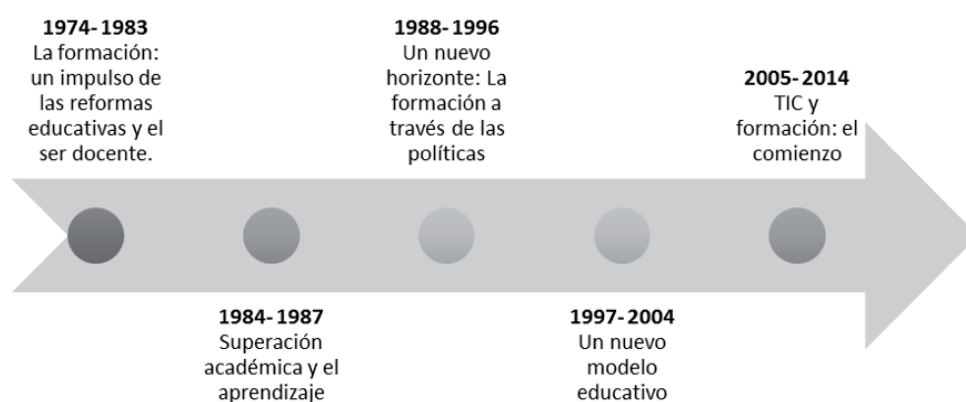 1974-1983
La formación:
un impulso de
las reformas
educativas y el
ser docente.
1984-1987
Superación
académica y el
aprendizaje
1988-1996
Un nuevo
horizonte: La
formación a
través de las
políticas
1997-2004
Un nuevo
modelo
educativo
2005-2014
TIC y
formación: el
comienzo